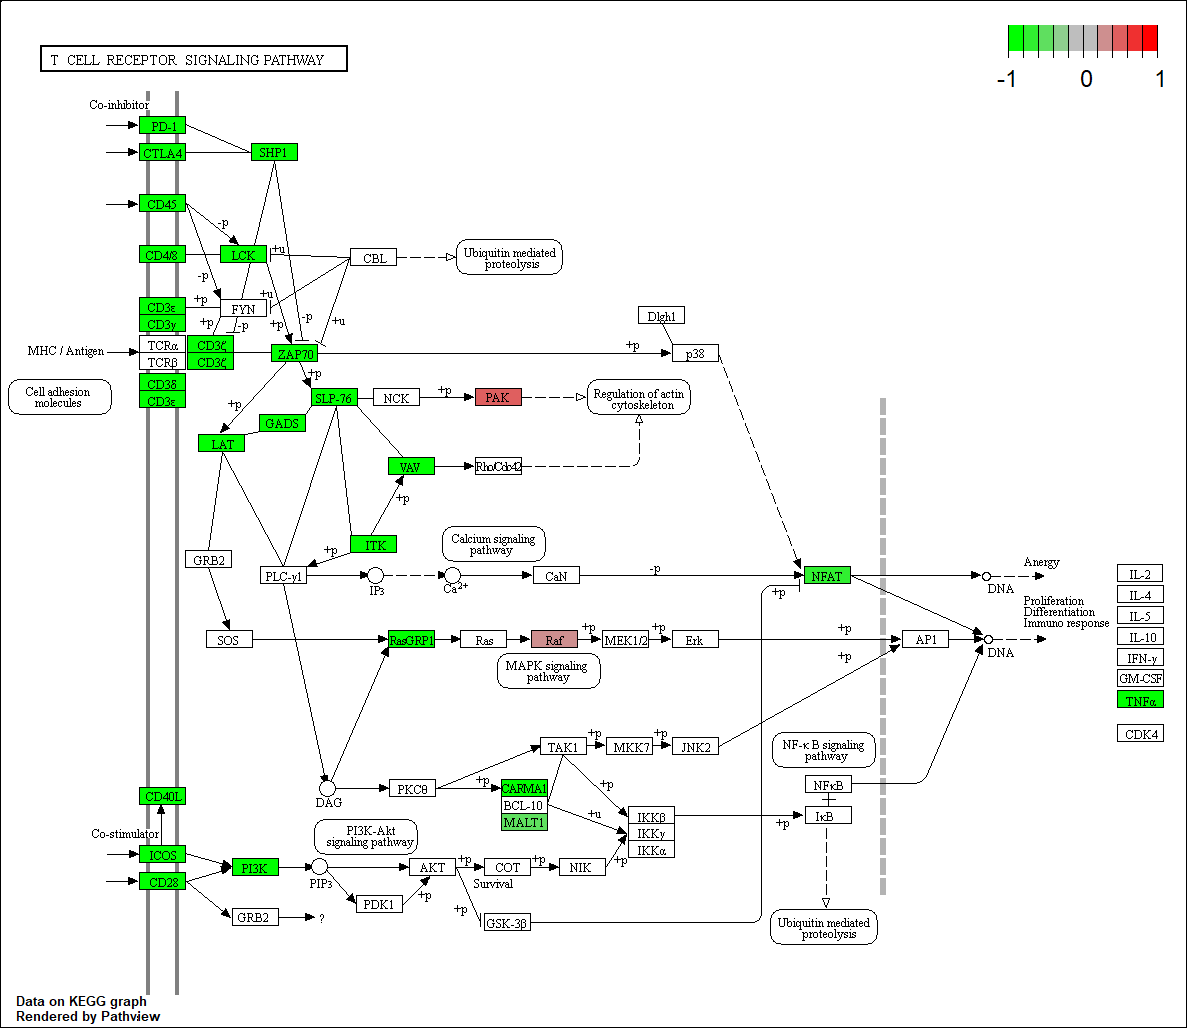 T CELL RECEPTOR SIGNALING PATHWAY
-1 0 1
Co-inhibitor
PD-1
CTLA4
SHP1
CD45
-p
CD4/8
LCK
+u
CBL
Ubiquitin mediated
proteolysis
-p
CD3ε
+p
FYN
+u
CD3γ
+p
-p
+p
-p
+u
Dlgh1
MHC / Antigen
TCRα
CD3ζ
TCRβ
CD3ζ
ZAP70
+p
p38
Cell adhesion
molecules
CD3δ
CD3ε
+p
SLP-76
NCK
+p
PAK
Regulation of actin
cytoskeleton
+p
GADS
LAT
VAV
Rho/Cdc42
+p
ITK
+p
Calcium signaling
pathway
GRB2
PLC-γ1
IP3
Ca2+
CaN
-p
NFAT
+p
DNA
Anergy
Proliferation
Differentiation
Immuno response
IL-2
IL-4
IL-5
IL-10
IFN-γ
GM-CSF
TNFα
CDK4
SOS
RasGRP1
Ras
Raf
+p
MEK1/2
+p
Erk
+p
+p
AP1
DNA
MAPK signaling
pathway
TAK1
+p
MKK7
+p
JNK2
NF-κ B signaling
pathway
DAG
PKCθ
+p
CARMA1
BCL-10
MALT1
+p
+u
IKKβ
IKKγ
IKKα
+p
NFκB
IκB
CD40L
Co-stimulator
PI3K-Akt
signaling pathway
ICOS
CD28
PI3K
PIP3
AKT
+p
COT
+p
NIK
+p
Survival
PDK1
+p
+p
GSK-3β
GRB2
?
Ubiquitin mediated
proteolysis
Data on KEGG graph
Rendered by Pathview